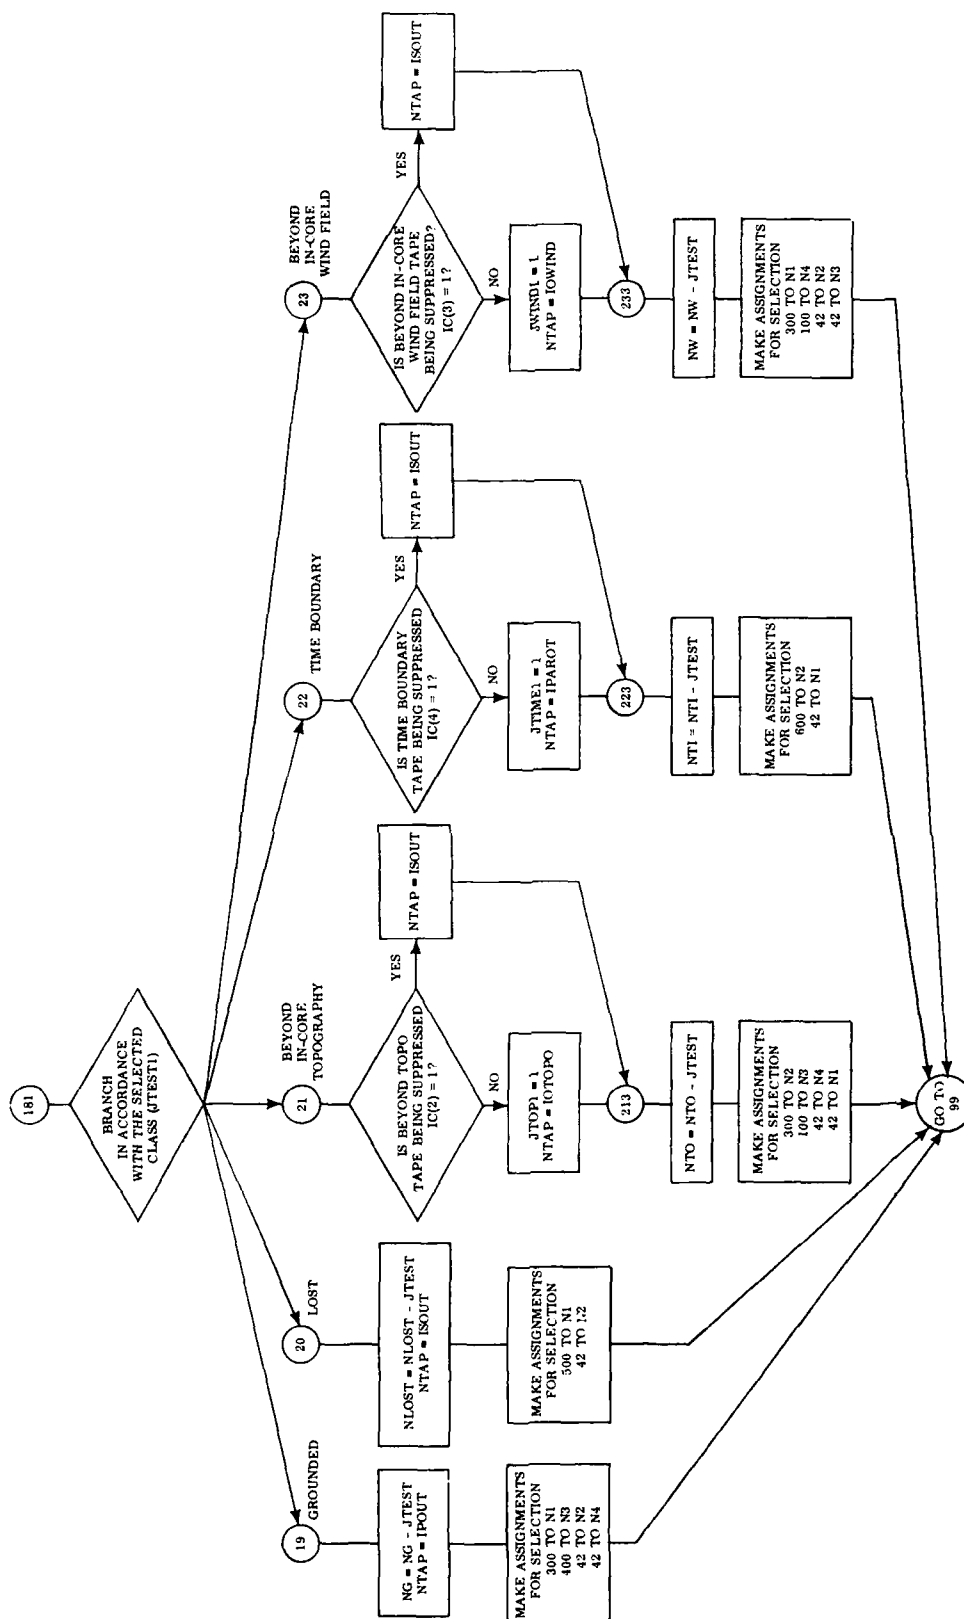 181
BRANCH
IN ACCORDANCE
WITH THE SELECTED
CLASS (JTEST1)
19
GROUNDED
NG = NG - JTEST
NTAP = IPOUT
MAKE ASSIGNMENTS
FOR SELECTION
300 TO N1
400 TO N3
42 TO N2
42 TO N4
20
LOST
NLOST = NLOST - JTEST
NTAP = ISOUT
MAKE ASSIGNMENTS
FOR SELECTION
500 TO N1
42 TO N2
21
BEYOND
IN-CORE
TOPOGRAPHY
IS BEYOND TOPO
TAPE BEING SUPPRESSED
IC(2) = 1?
YES
NTAP = ISOUT
NO
JTOP1 = 1
NTAP = IOTOPO
213
NTO = NTO - JTEST
MAKE ASSIGNMENTS
FOR SELECTION
300 TO N2
100 TO N3
42 TO N4
42 TO N1
22
TIME BOUNDARY
IS TIME BOUNDARY
TAPE BEING SUPPRESSED
IC(4) = 1?
YES
NTAP = ISOUT
NO
JTIME1 = 1
NTAP = IPAROT
223
NTI = NTI - JTEST
MAKE ASSIGNMENTS
FOR SELECTION
600 TO N2
42 TO N1
23
BEYOND
IN-CORE
WIND FIELD
IS BEYOND IN-CORE
WIND FIELD TAPE
BEING SUPPRESSED?
IC(3) = 1?
YES
NTAP = ISOUT
NO
JWIND1 = 1
NTAP = IOWIND
233
NW = NW - JTEST
MAKE ASSIGNMENTS
FOR SELECTION
300 TO N1
100 TO N4
42 TO N2
42 TO N3
GO TO
99